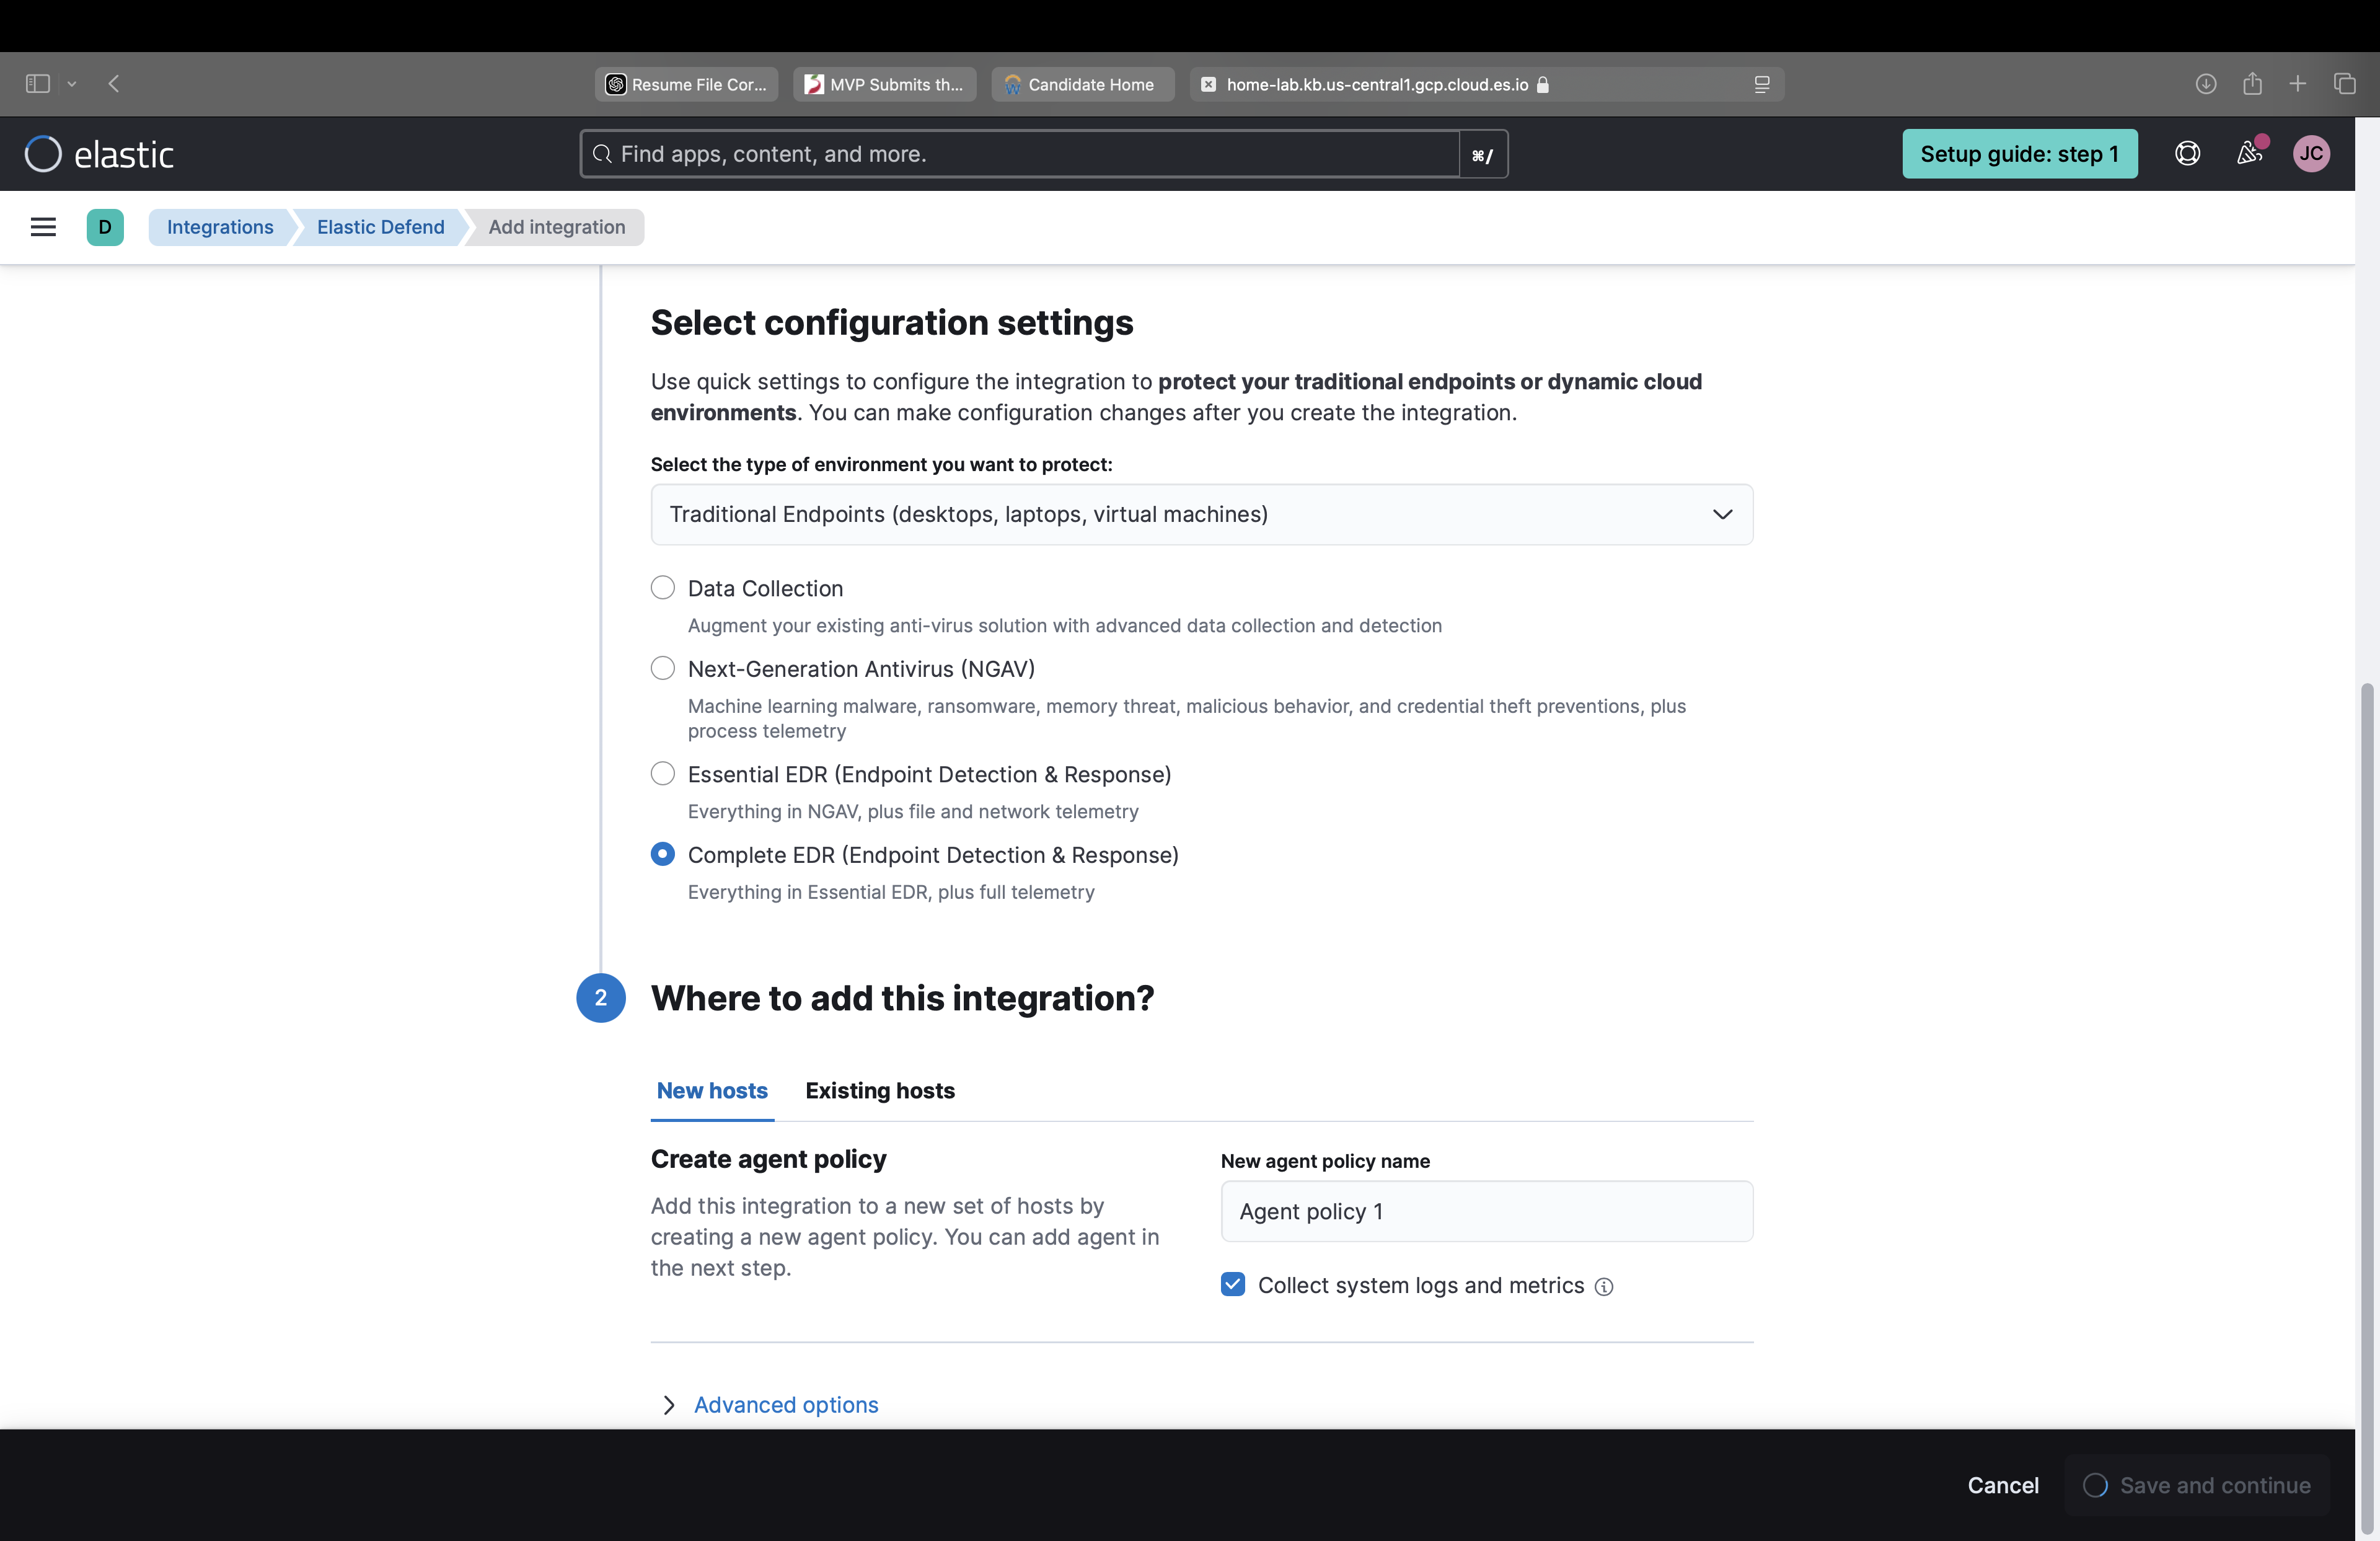 Resume File Cor...
MVP Submits th...
Candidate Home
home-lab.kb.us-central1.gcp.cloud.es.io
elastic
Find apps, content, and more.
⌘/
Setup guide: step 1
JC
D
Integrations
Elastic Defend
Add integration
Select configuration settings
Use quick settings to configure the integration to protect your traditional endpoints or dynamic cloud
environments. You can make configuration changes after you create the integration.
Select the type of environment you want to protect:
Traditional Endpoints (desktops, laptops, virtual machines)
Data Collection
Augment your existing anti-virus solution with advanced data collection and detection
Next-Generation Antivirus (NGAV)
Machine learning malware, ransomware, memory threat, malicious behavior, and credential theft preventions, plus
process telemetry
Essential EDR (Endpoint Detection & Response)
Everything in NGAV, plus file and network telemetry
Complete EDR (Endpoint Detection & Response)
Everything in Essential EDR, plus full telemetry
2
Where to add this integration?
New hosts
Existing hosts
Create agent policy
Add this integration to a new set of hosts by
creating a new agent policy. You can add agent in
the next step.
New agent policy name
Agent policy 1
Collect system logs and metrics
Advanced options
Cancel
Save and continue